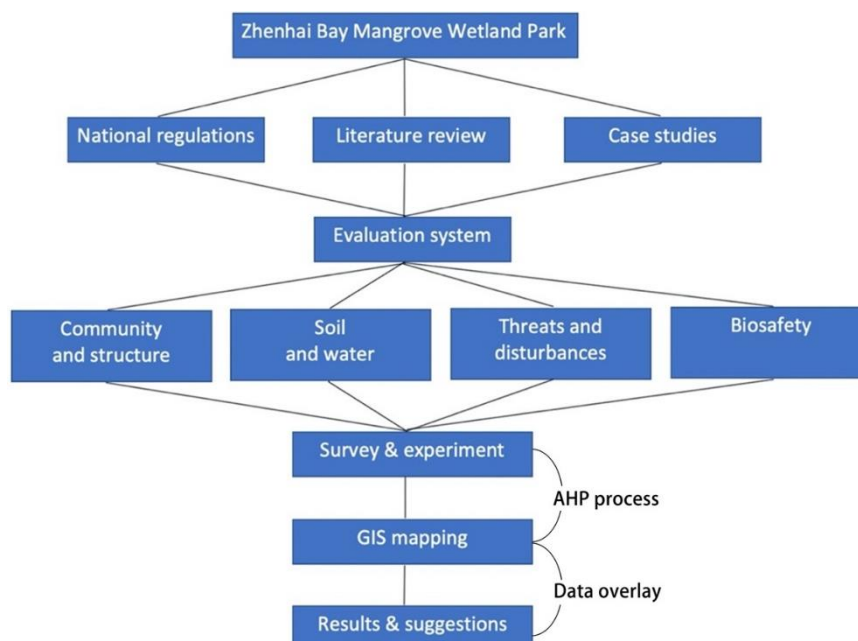 Zhenhai Bay Mangrove Wetland Park
National regulations
Literature review
Case studies
Evaluation system
Community
and structure
Soil
and water
Threats and
disturbances
Biosafety
Survey & experiment
AHP process
GIS mapping
Data overlay
Results & suggestions